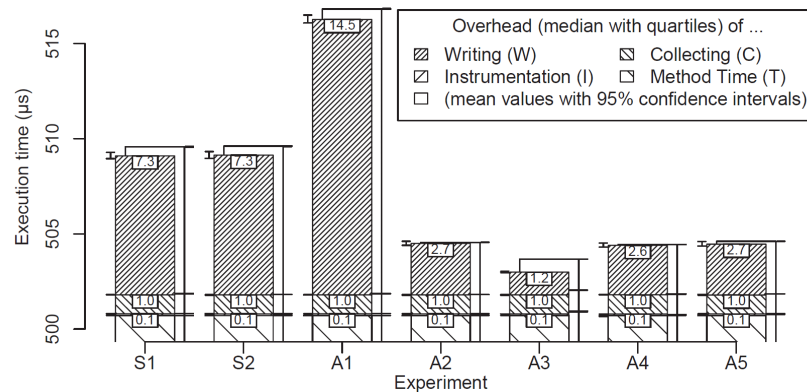 Overhead (median with quartiles) of ...
Writing (W) Collecting (C)
Instrumentation (I) Method Time (T)
(mean values with 95% confidence intervals)
Execution time (μs)
515
510
505
500
14.5
7.3 7.3
2.7 1.2 2.6 2.7
1.0 1.0 1.0 1.0 1.0 1.0 1.0
0.1 0.1 0.1 0.1 0.1 0.1 0.1
S1 S2 A1 A2 A3 A4 A5
Experiment